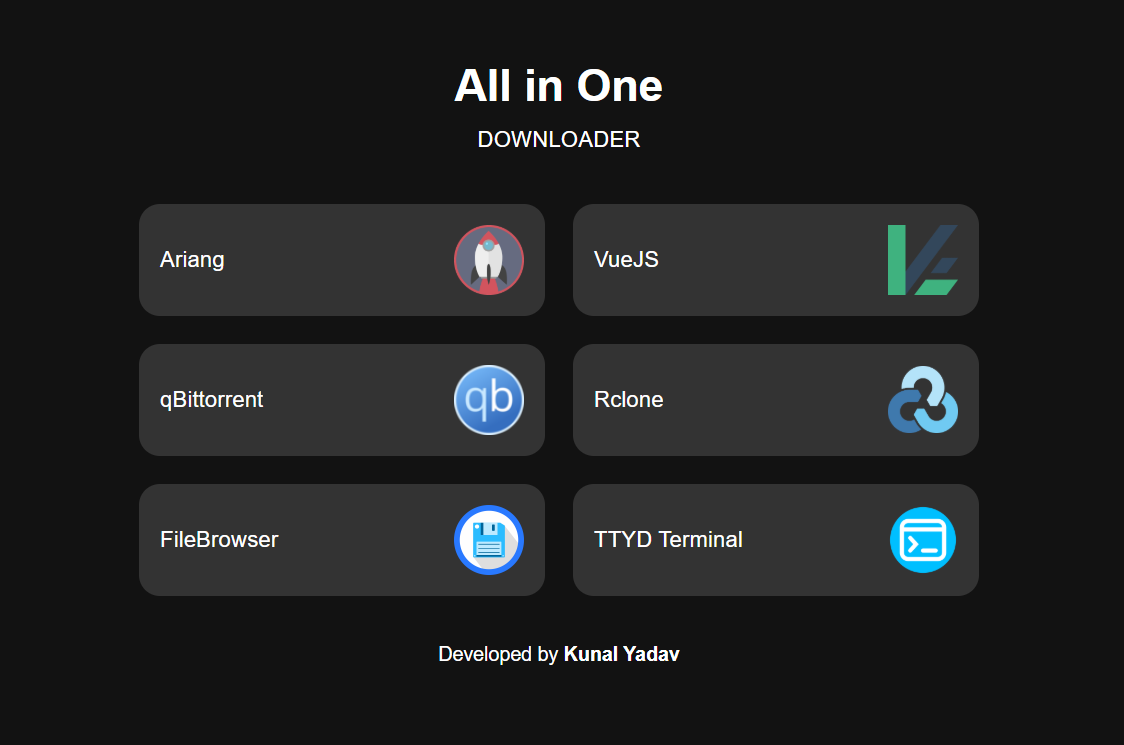 All in One
DOWNLOADER
Ariang
VueJS
qBittorrent
qb
Rclone
FileBrowser
TTYD Terminal
Developed by Kunal Yadav